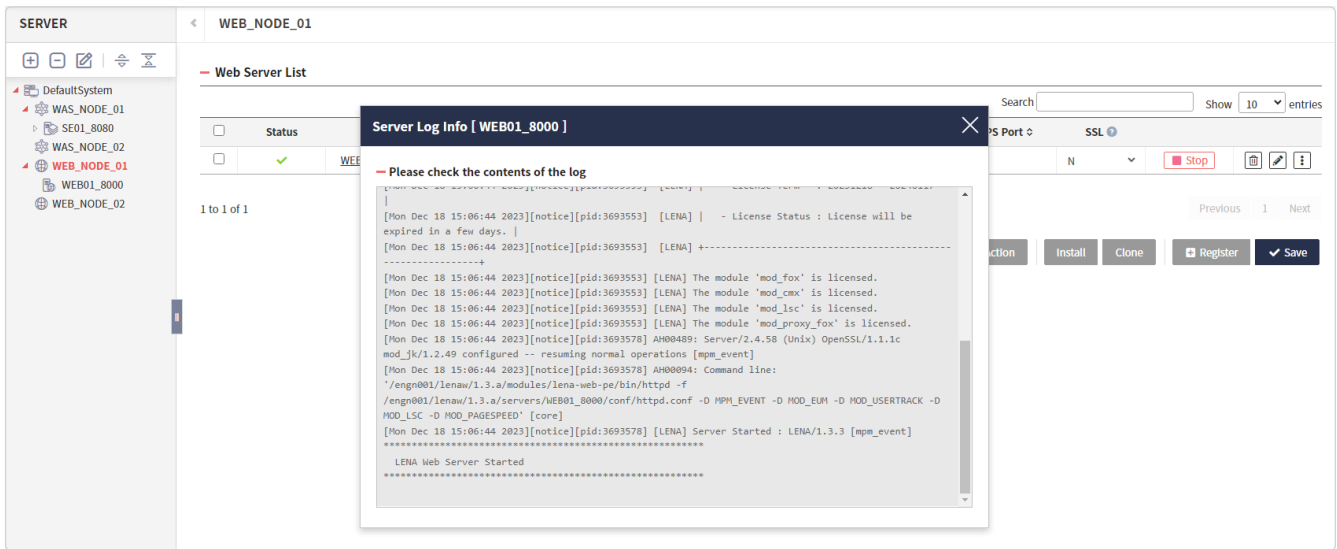 SERVER
WEB_NODE_01
DefaultSystem
WAS_NODE_01
SE01_8080
WAS_NODE_02
WEB_NODE_01
WEB01_8000
WEB_NODE_02
Web Server List
Search
Show 10 entries
Status
PS Port
SSL
WEB
N
Stop
1 to 1 of 1
Previous 1 Next
ction
Install
Clone
Register
Save
Server Log Info [ WEB01_8000 ]
Please check the contents of the log
|
[Mon Dec 18 15:06:44 2023][notice][pid:3693553] [LENA] | - License Status : License will be
expired in a few days. |
[Mon Dec 18 15:06:44 2023][notice][pid:3693553] [LENA] +--------------------------------------------
-----------------+
[Mon Dec 18 15:06:44 2023][notice][pid:3693553] [LENA] The module 'mod_fox' is licensed.
[Mon Dec 18 15:06:44 2023][notice][pid:3693553] [LENA] The module 'mod_cmx' is licensed.
[Mon Dec 18 15:06:44 2023][notice][pid:3693553] [LENA] The module 'mod_lsc' is licensed.
[Mon Dec 18 15:06:44 2023][notice][pid:3693553] [LENA] The module 'mod_proxy_fox' is licensed.
[Mon Dec 18 15:06:44 2023][notice][pid:3693578] AH00489: Server/2.4.58 (Unix) OpenSSL/1.1.1c
mod_jk/1.2.49 configured -- resuming normal operations [mpm_event]
[Mon Dec 18 15:06:44 2023][notice][pid:3693578] AH00094: Command line:
'/engn001/lenaw/1.3.a/modules/lena-web-pe/bin/httpd -f
/engn001/lenaw/1.3.a/servers/WEB01_8000/conf/httpd.conf -D MPM_EVENT -D MOD_EUM -D MOD_USERTRACK -D
MOD_LSC -D MOD_PAGESPEED' [core]
[Mon Dec 18 15:06:44 2023][notice][pid:3693578] [LENA] Server Started : LENA/1.3.3 [mpm_event]
*********************************************************
LENA Web Server Started
*********************************************************